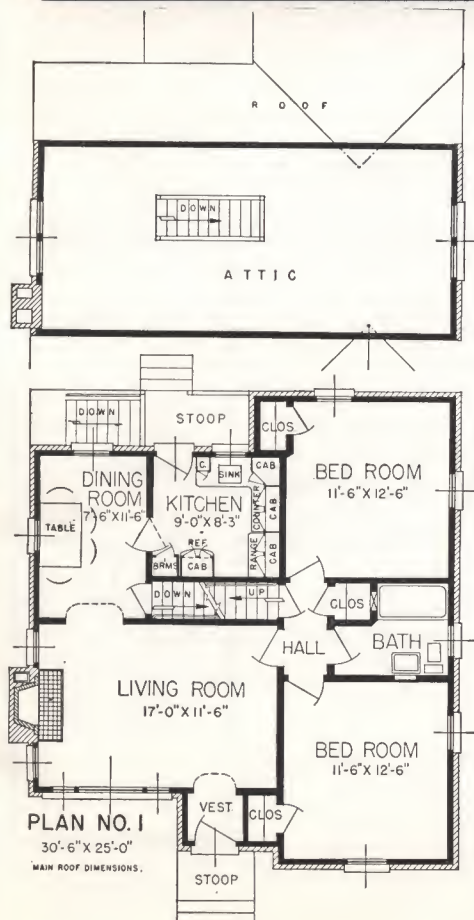 ROOF
DOWN
ATTIC
DOWN
STOOP
CLOS
BED ROOM
11'-6" X 12'-6"
DINING
ROOM
7'-6" X 11'-6
TABLE
C.
SINK
CAB
KITCHEN
9'-0" X 8'-3"
COUNTER
CAB
RANGE
CAB
REF.
BRMS
CAB
DOWN
UP
CLOS
HALL
BATH
LIVING ROOM
17'-0" X 11'-6"
BED ROOM
11'-6" X 12'-6"
VEST.
CLOS
STOOP
PLAN NO. 1
30'-6" X 25'-0"
MAIN ROOF DIMENSIONS.